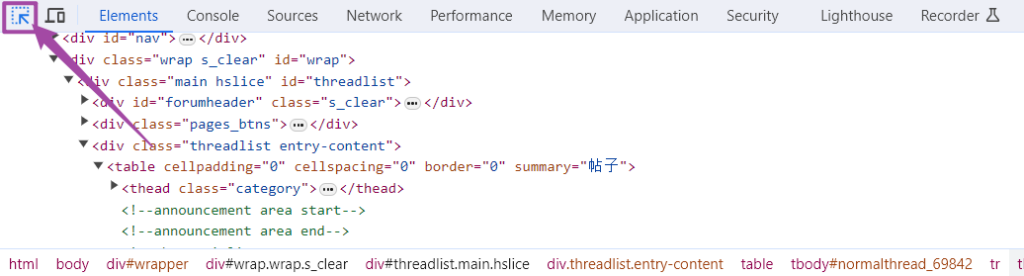 Elements Console Sources Network Performance Memory Application Security Lighthouse Recorder
<div id="nav"> ⋯ </div>
<div class="wrap s_clear" id="wrap">
<div class="main hslice" id="threadlist">
<div id="forumheader" class="s_clear"> ⋯ </div>
<div class="pages_btns"> ⋯ </div>
<div class="threadlist entry-content">
<table cellpadding="0" cellspacing="0" border="0" summary="帖子">
<thead class="category"> ⋯ </thead>
<!--announcement area start-->
<!--announcement area end-->
html body div#wrapper div#wrap.wrap.s_clear div#threadlist.main.hslice div.threadlist.entry-content table tbody#normalthread_69842 tr